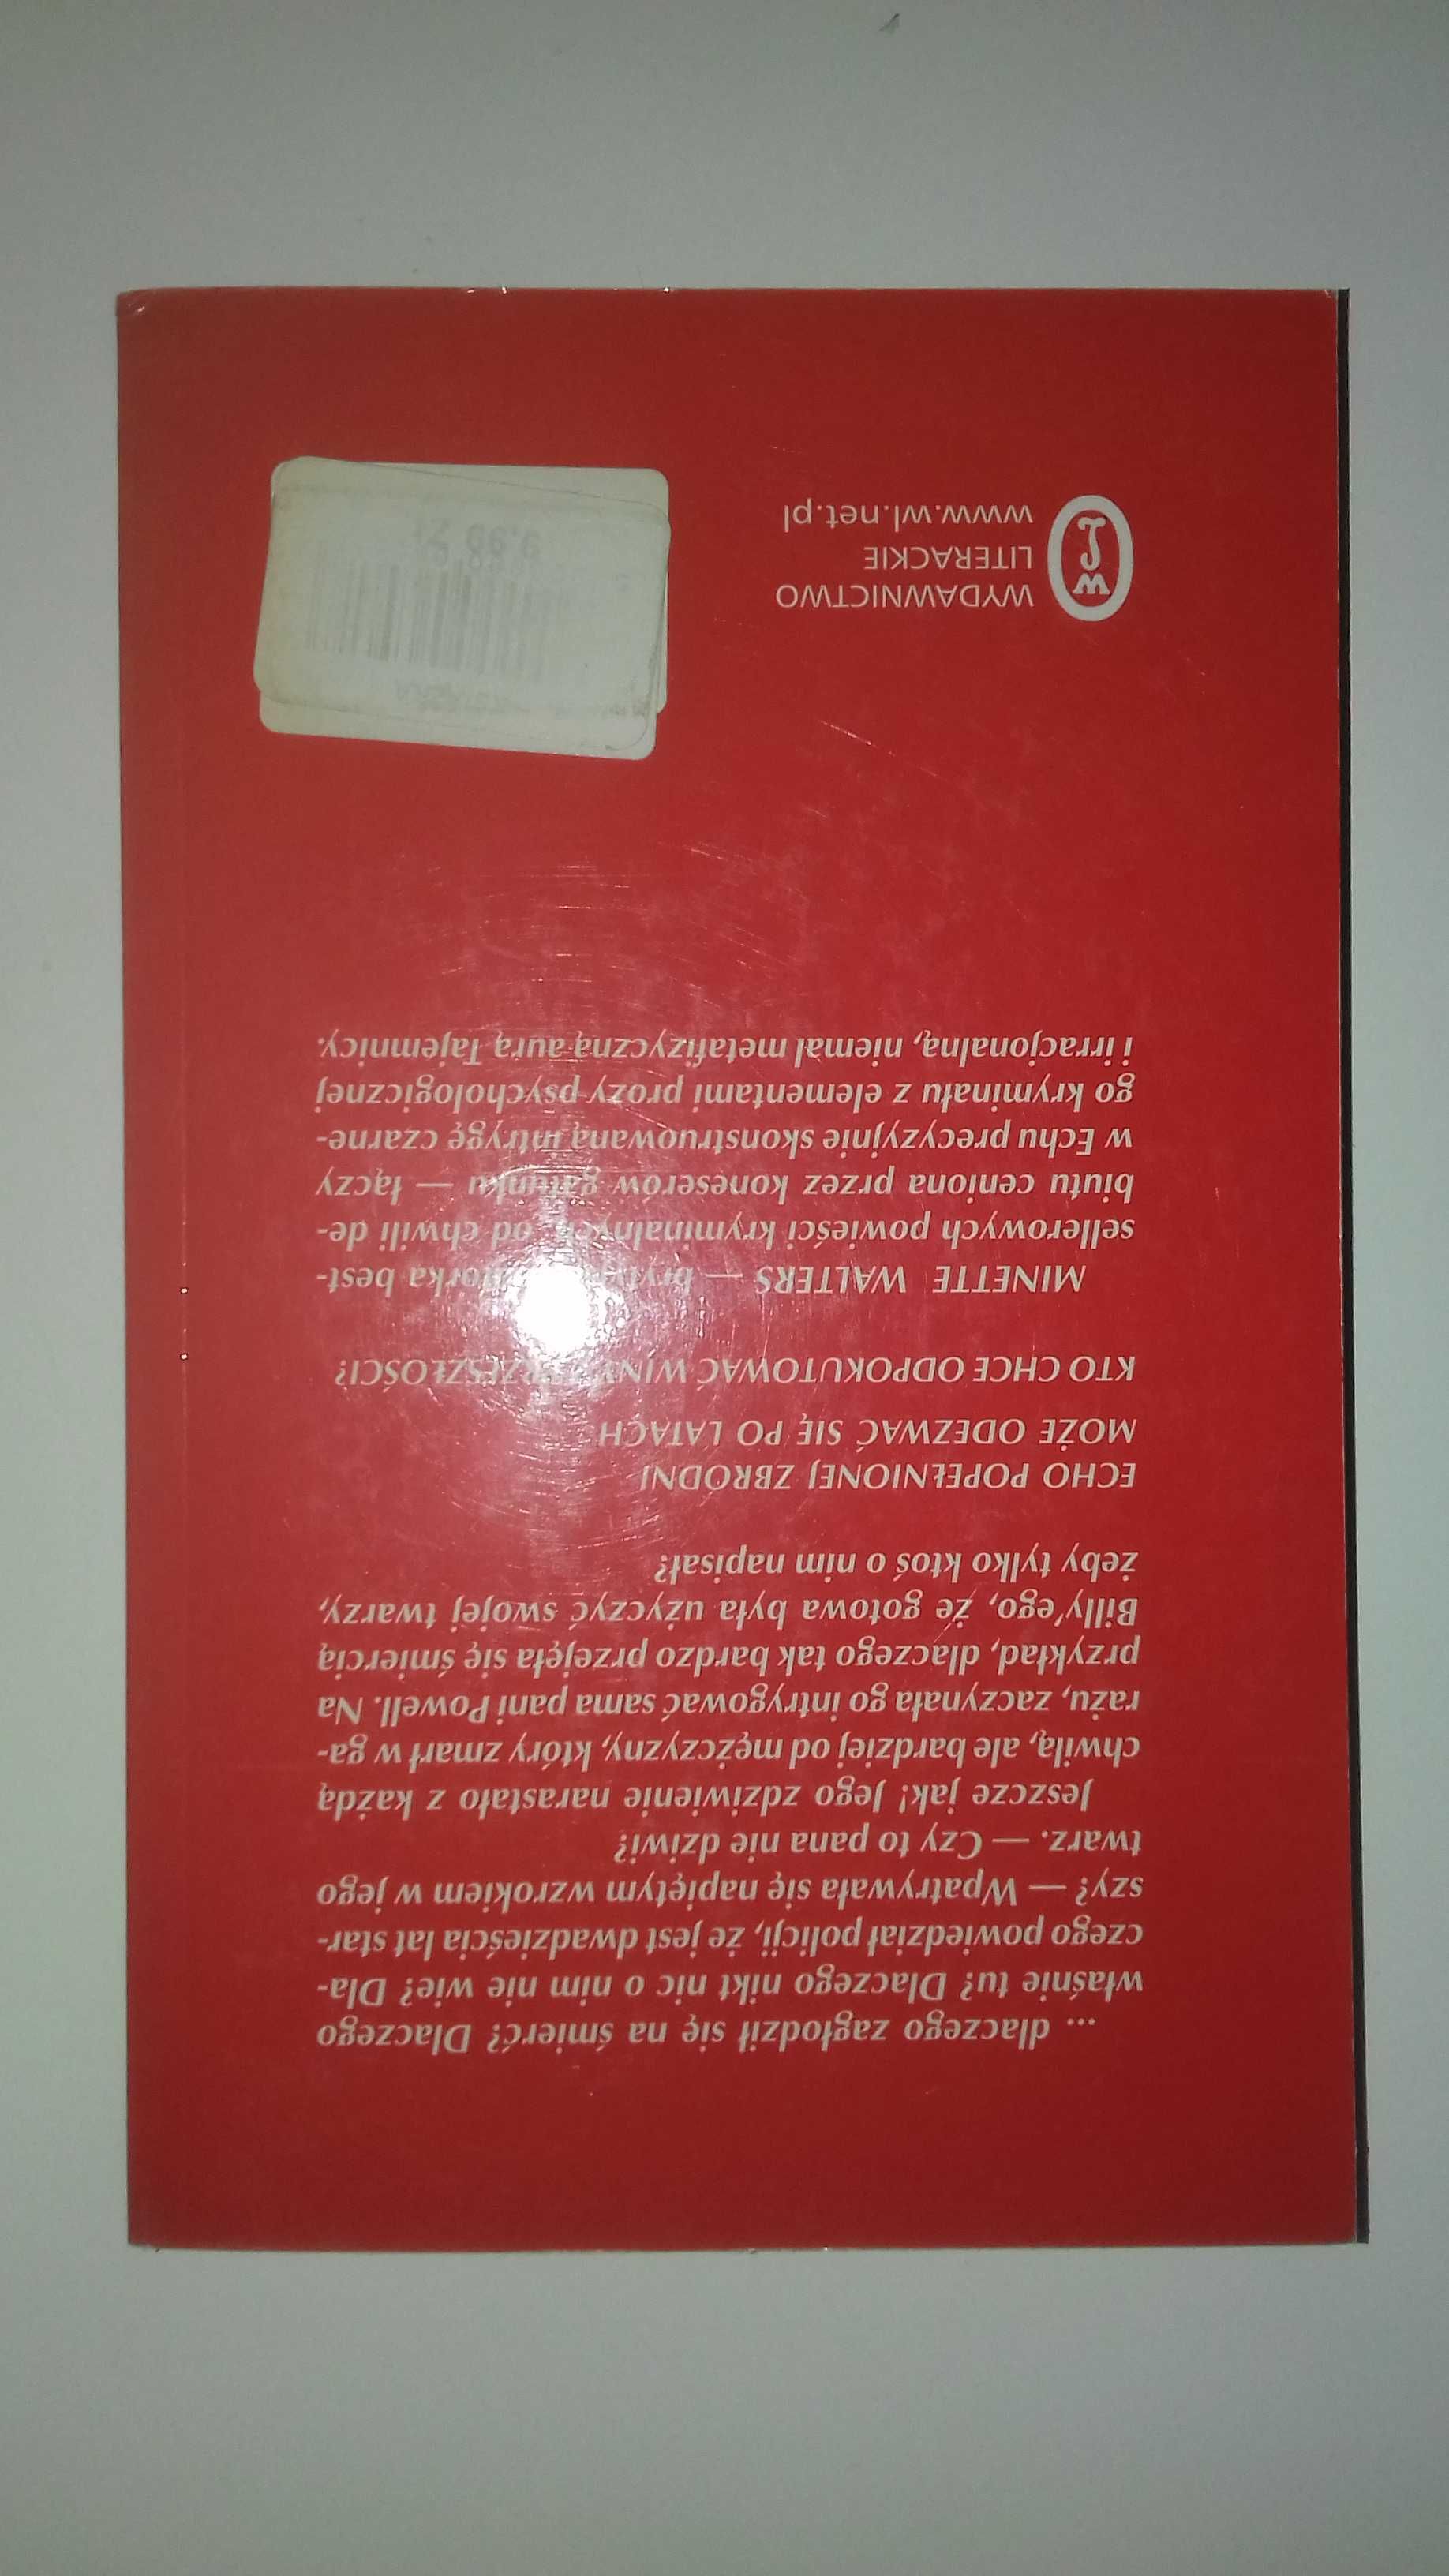 ... dlaczego zagłodził się na śmierć? Dlaczego
właśnie tu? Dlaczego nikt nic o nim nie wie? Dla-
czego powiedział policji, że jest dwadzieścia lat star-
szy? — Wpatrywała się napiętym wzrokiem w jego
twarz. — Czy to pana nie dziwi?
Jeszcze jak! Jego zdziwienie narastało z każdą
chwilą, ale bardziej od mężczyzny, który zmarł w ga-
rażu, zaczynała go intrygować sama pani Powell. Na
przykład, dlaczego tak bardzo przejęła się śmiercią
Billy'ego, że gotowa była użyczyć swojej twarzy,
żeby tylko ktoś o nim napisał?
ECHO POPEŁNIONEJ ZBRODNI
MOŻE ODEZWAĆ SIĘ PO LATACH
KTO CHCE ODPOKUTOWAĆ WINY PRZESZŁOŚCI?
MINETTE WALTERS — best-
sellerowych powieści kryminalnych, od chwili de-
biutu ceniona przez koneserów gatunku — łączy
w Echu precyzyjnie skonstruowaną intrygę czarne-
go kryminału z elementami prozy psychologicznej
i irracjonalną, niemal metafizyczną aurą Tajemnicy.
WYDAWNICTWO
LITERACKIE
www.wl.net.pl
WL
9.99 zł